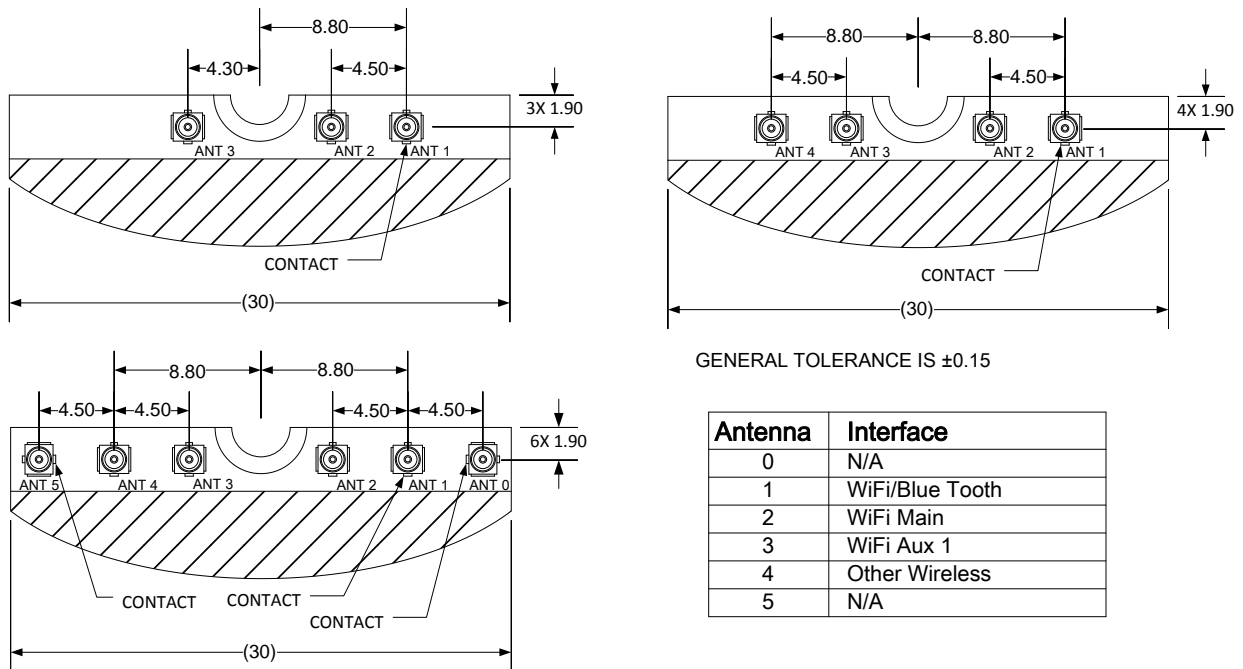 8.80
4.30
4.50
3X 1.90
ANT 3
ANT 2
ANT 1
CONTACT
(30)
8.80
8.80
4.50
4.50
4X 1.90
ANT 4
ANT 3
ANT 2
ANT 1
CONTACT
(30)
8.80
8.80
4.50
4.50
4.50
4.50
6X 1.90
ANT 5
ANT 4
ANT 3
ANT 2
ANT 1
ANT 0
CONTACT
CONTACT
CONTACT
(30)
GENERAL TOLERANCE IS ±0.15
Antenna Interface
0 N/A
1 WiFi/Blue Tooth
2 WiFi Main
3 WiFi Aux 1
4 Other Wireless
5 N/A